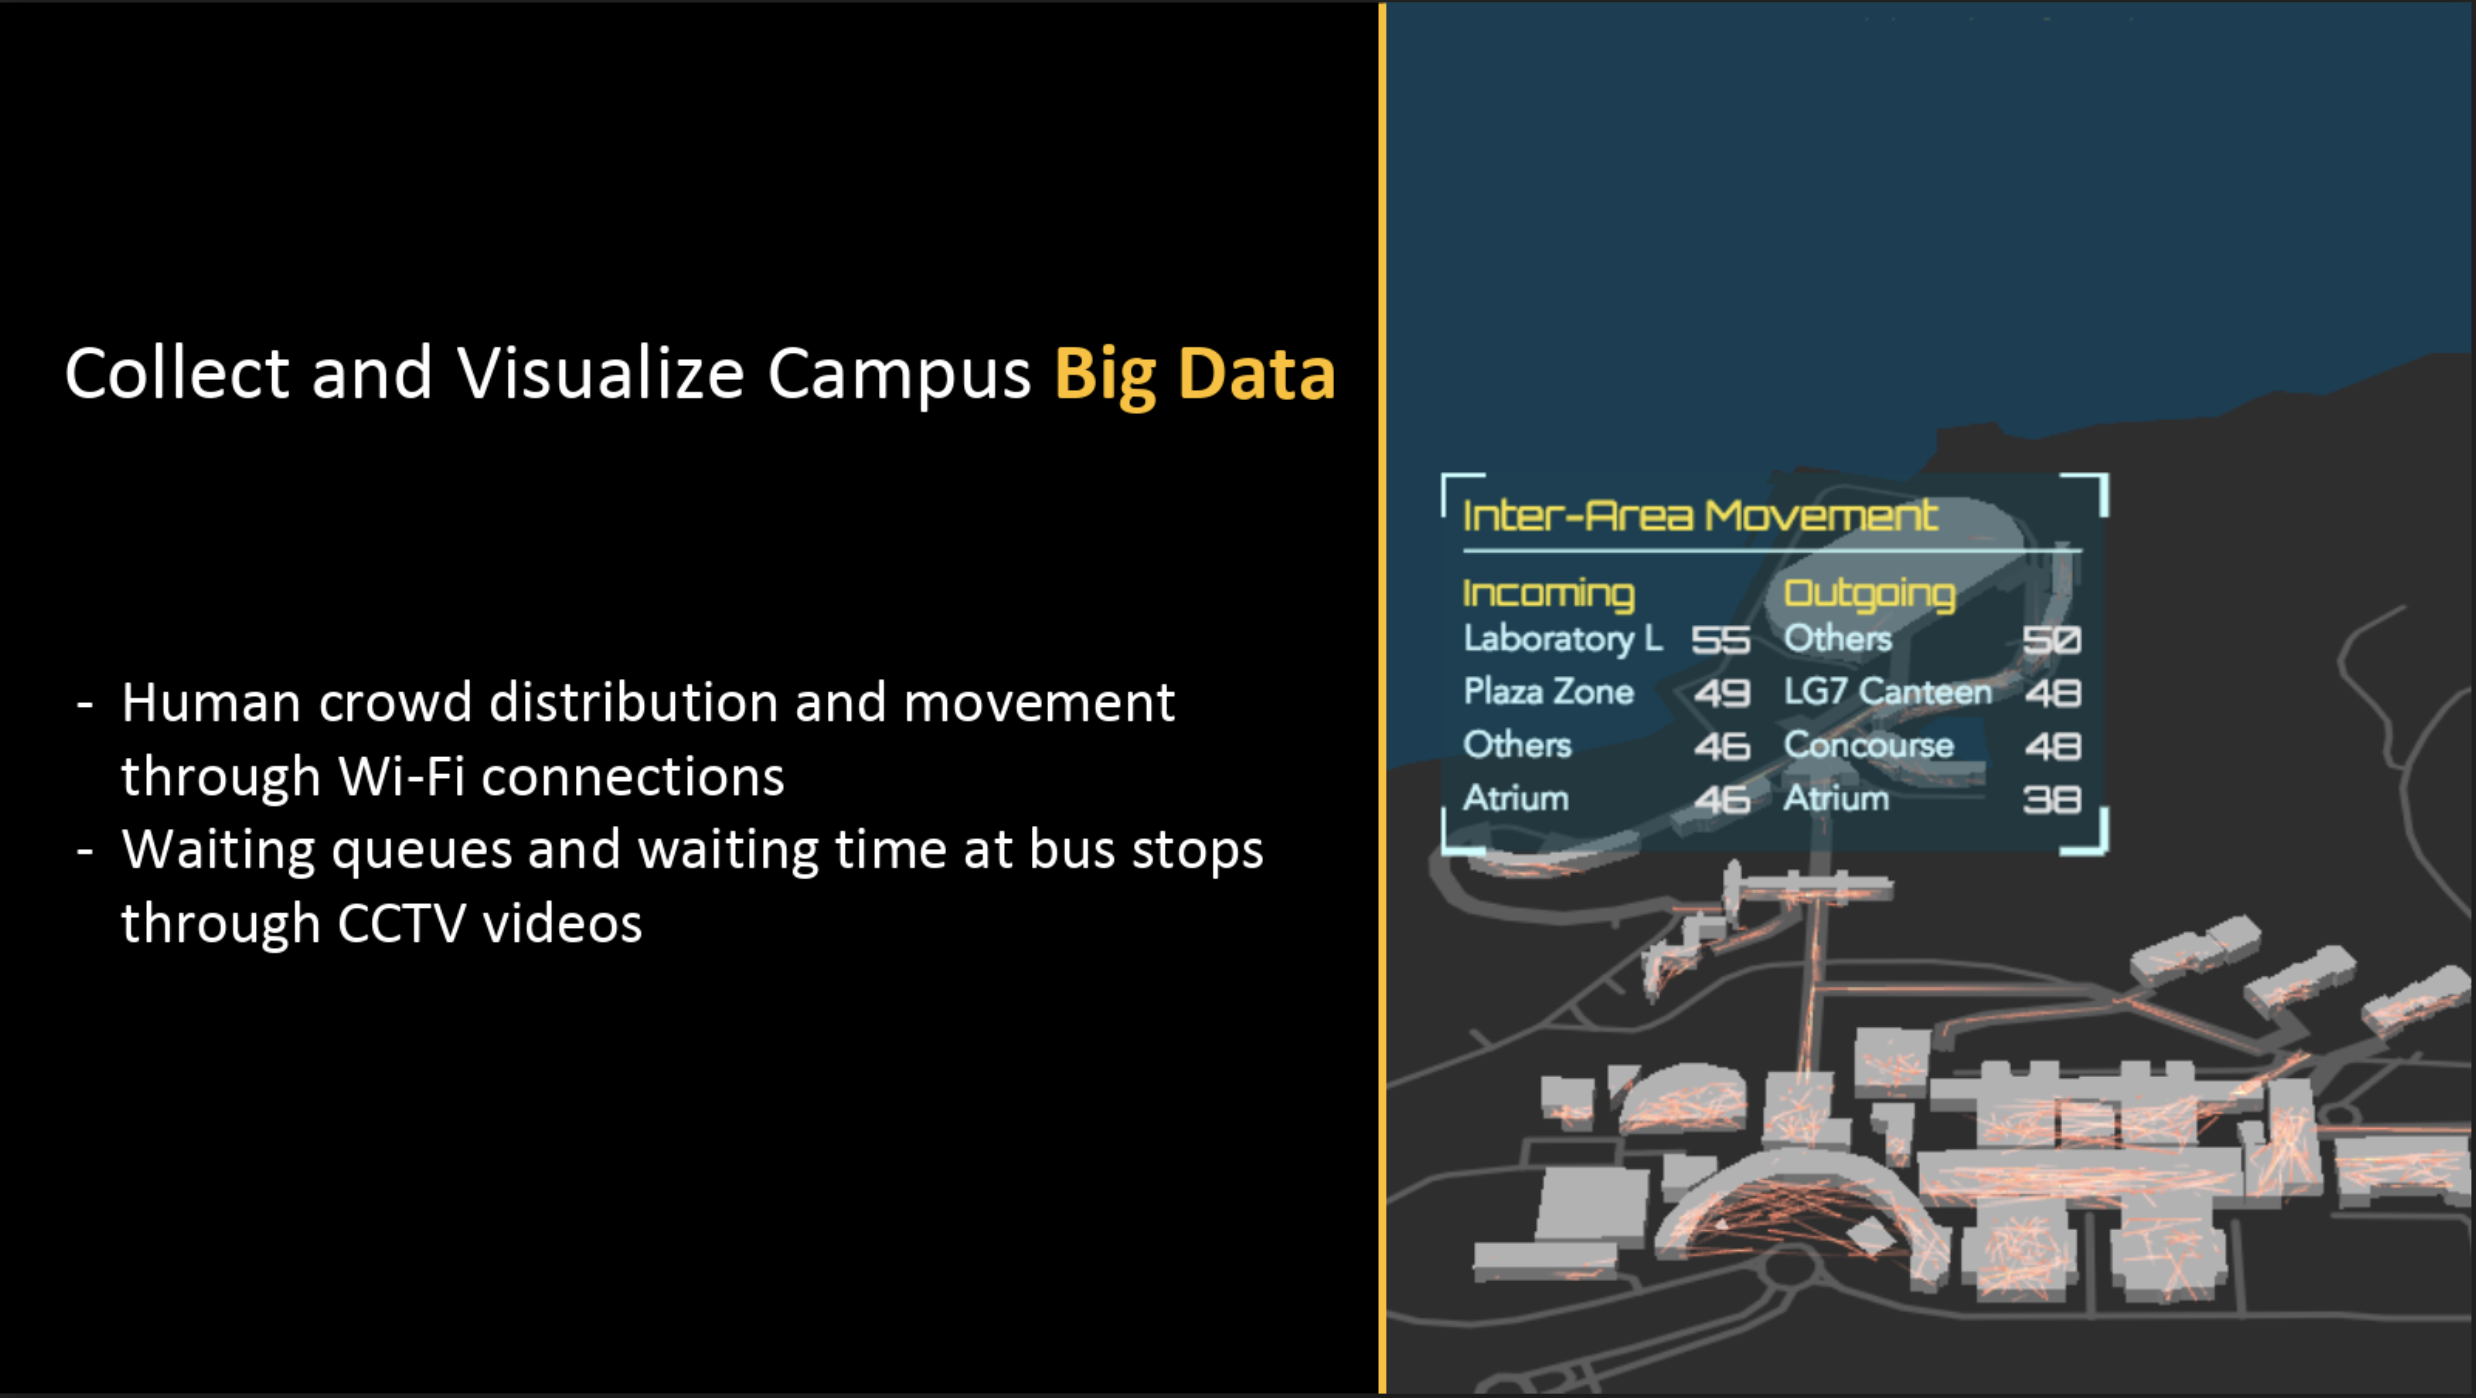 Collect and Visualize Campus Big Data
- Human crowd distribution and movement
through Wi-Fi connections
- Waiting queues and waiting time at bus stops
through CCTV videos
Inter-Area Movement
Incoming Outgoing
Laboratory L 55 Others 50
Plaza Zone 49 LG7 Canteen 48
Others 46 Concourse 48
Atrium 46 Atrium 38